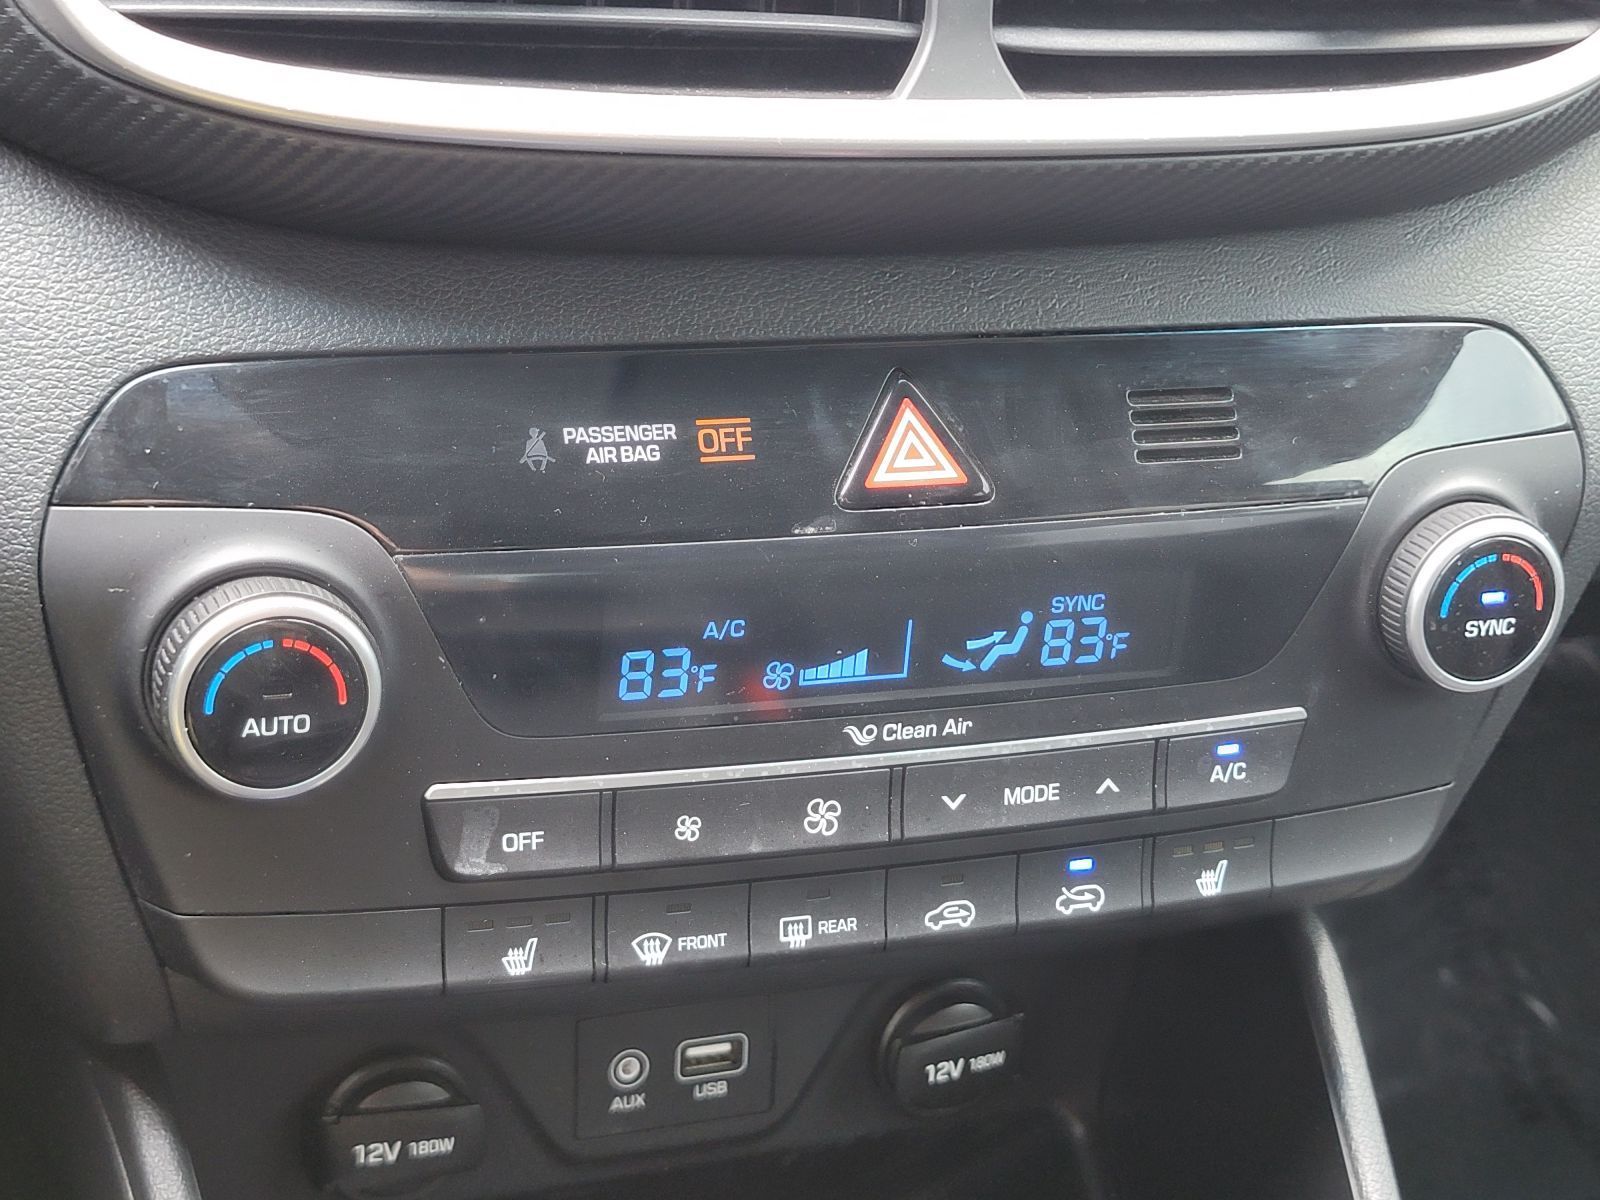 PASSENGER
AIR BAG
OFF
SYNC
A/C
83°F
83°F
AUTO
SYNC
Clean Air
OFF
MODE
A/C
FRONT
REAR
AUX
USB
12V 180W
12V 180W